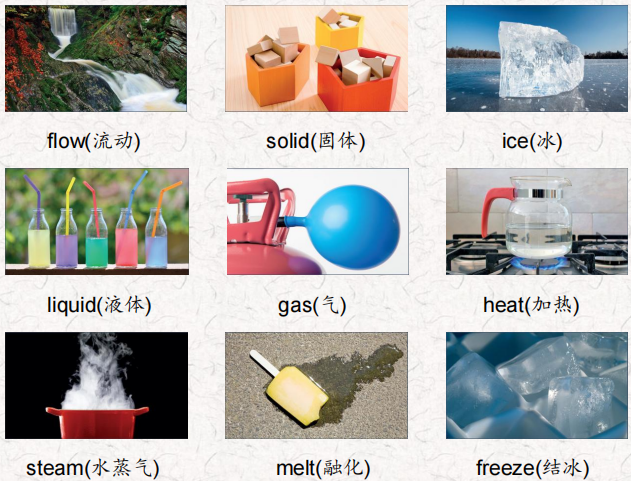 flow(流动)
solid(固体)
ice(冰)
liquid(液体)
gas(气)
heat(加热)
steam(水蒸气)
melt(融化)
freeze(结冰)